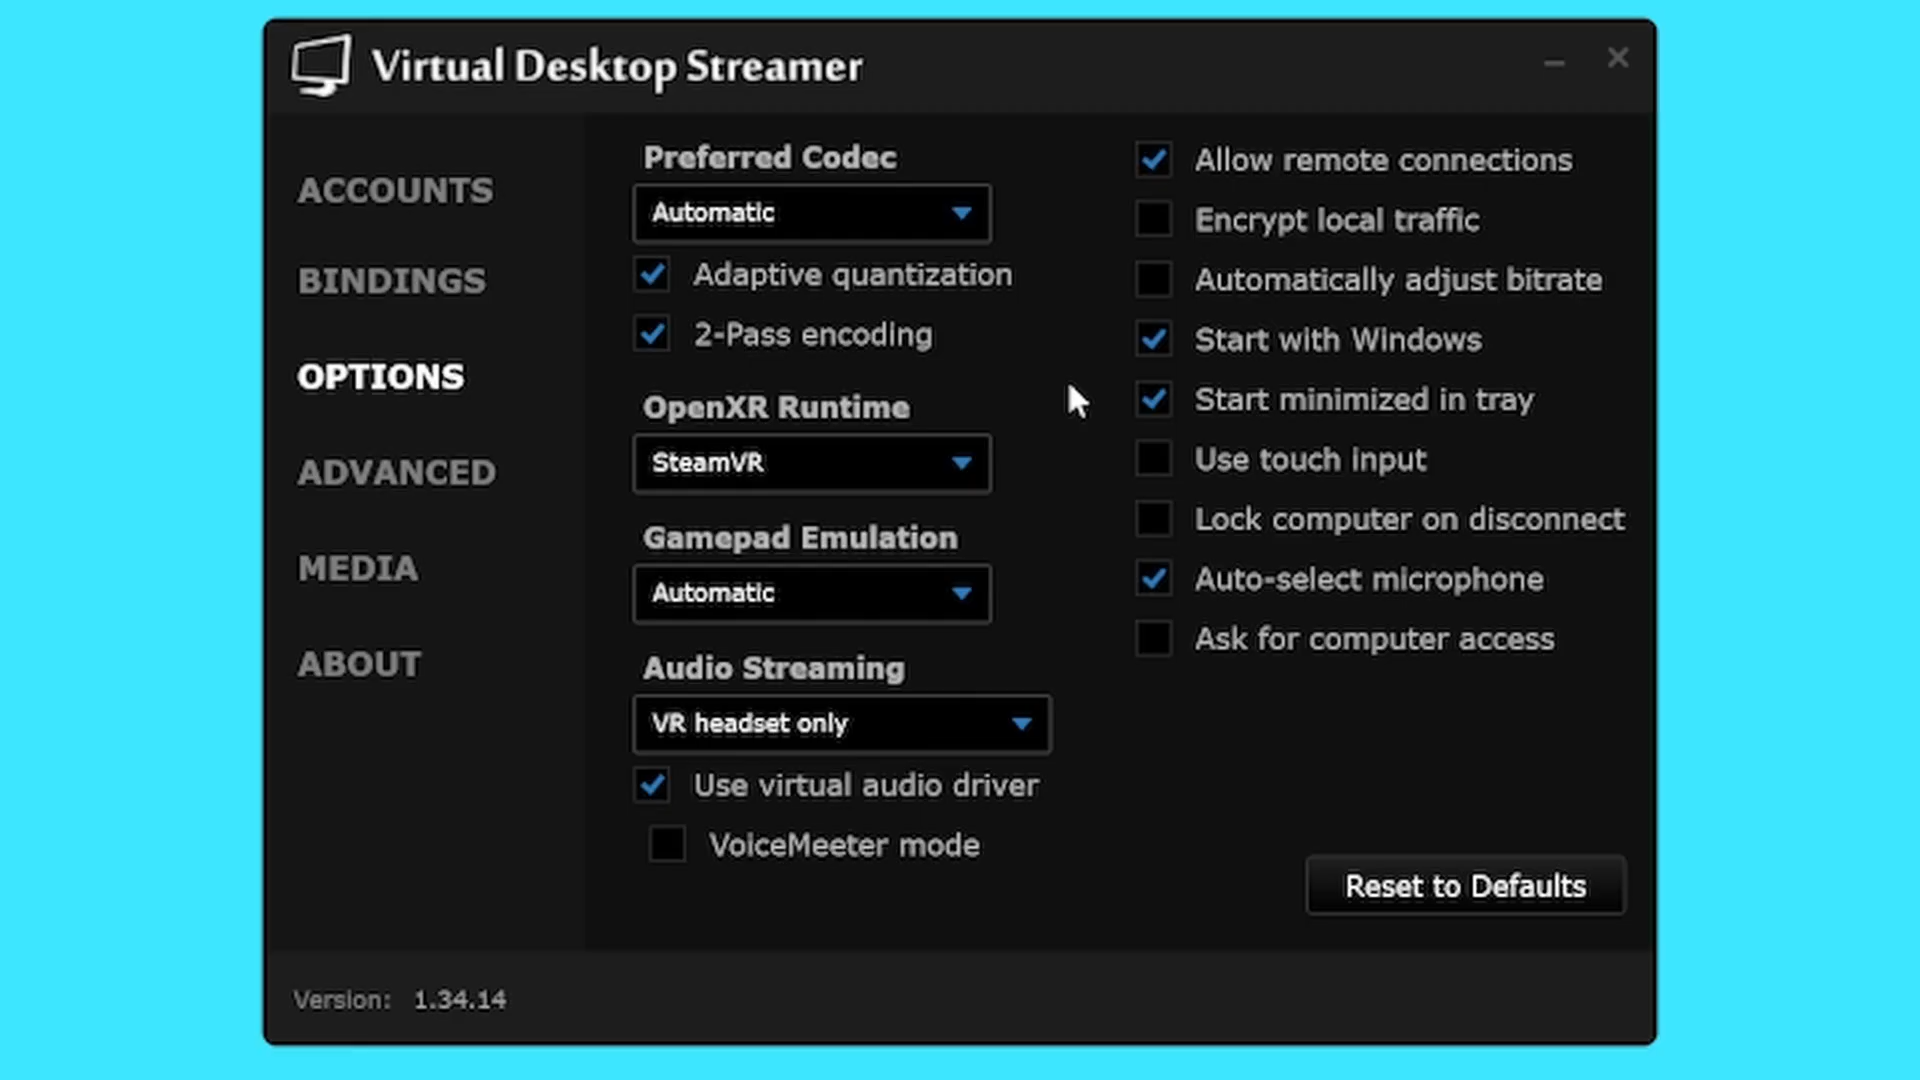 Virtual Desktop Streamer
ACCOUNTS
BINDINGS
OPTIONS
ADVANCED
MEDIA
ABOUT
Preferred Codec
Automatic
Adaptive quantization
2-Pass encoding
OpenXR Runtime
SteamVR
Gamepad Emulation
Automatic
Audio Streaming
VR headset only
Use virtual audio driver
VoiceMeeter mode
Allow remote connections
Encrypt local traffic
Automatically adjust bitrate
Start with Windows
Start minimized in tray
Use touch input
Lock computer on disconnect
Auto-select microphone
Ask for computer access
Reset to Defaults
Version: 1.34.14